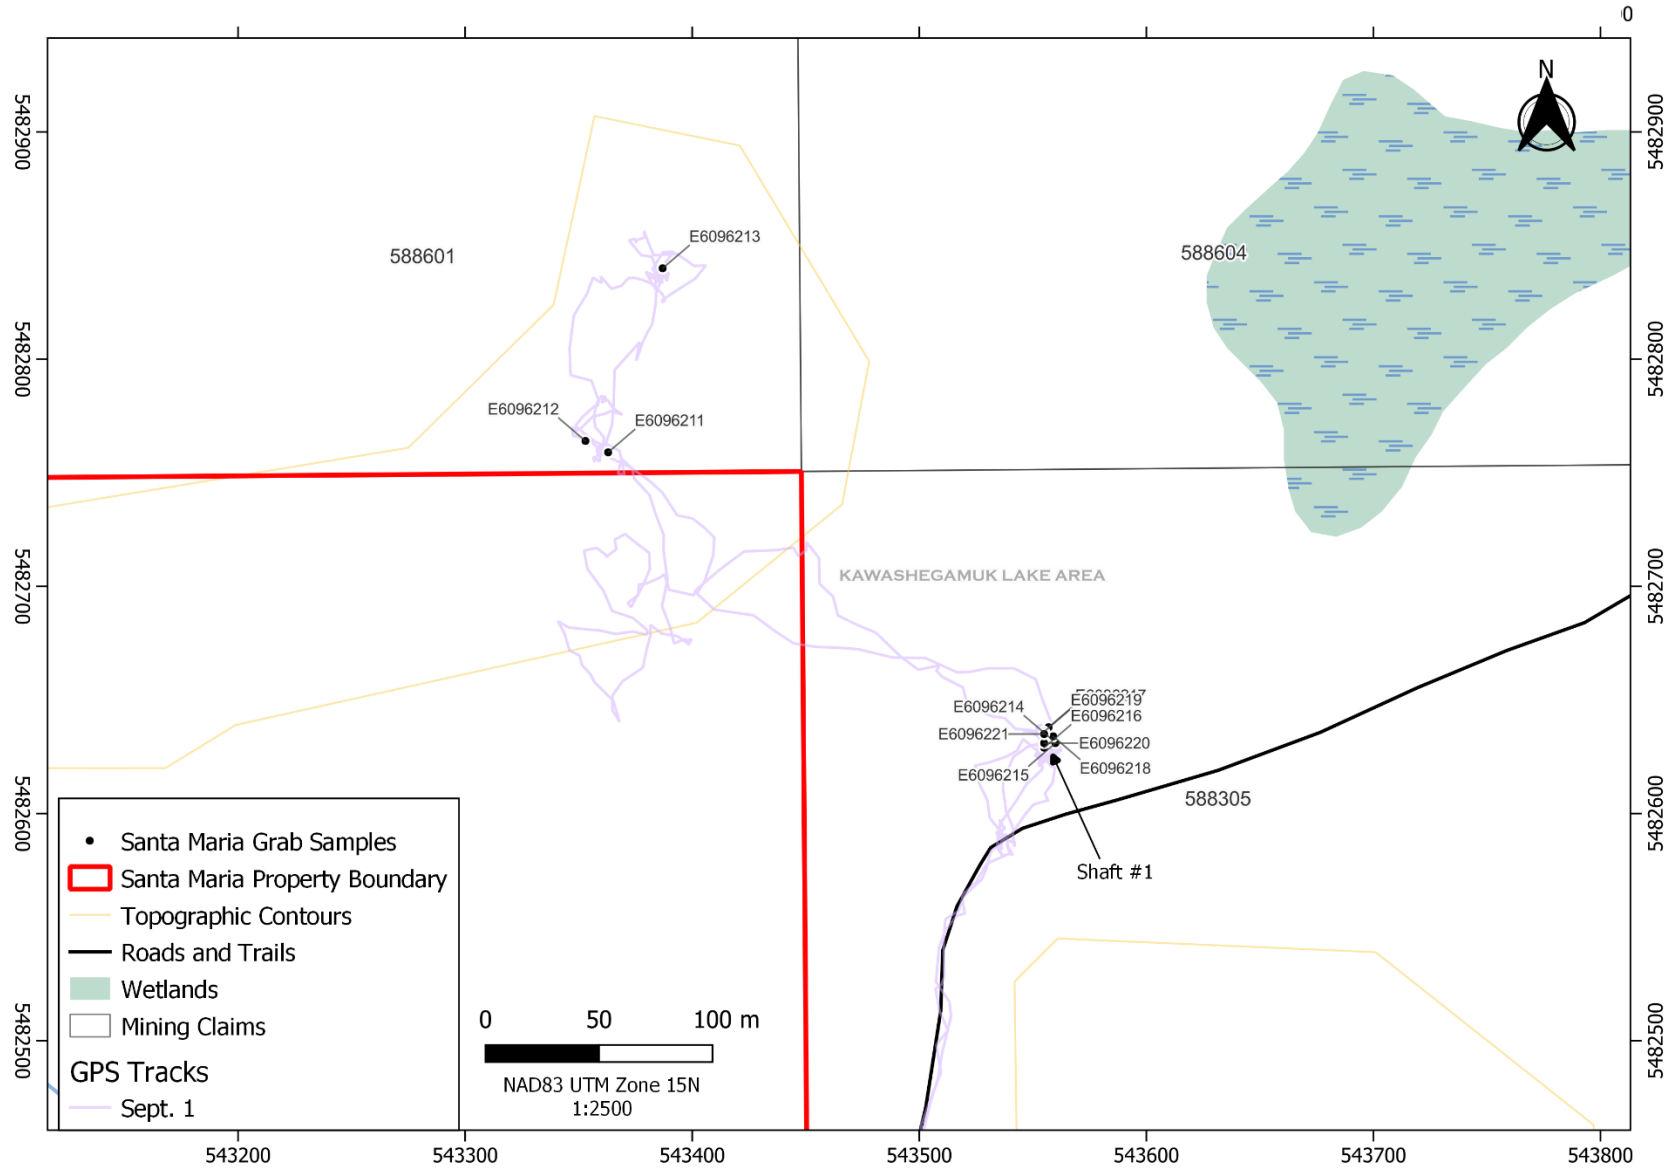 0
N
5482900
5482900
E6096213
588601
588604
5482800
5482800
E6096212
E6096211
KAWASHEGAMUK LAKE AREA
5482700
5482700
E6096219
E6096214
E6096216
E6096221
E6096220
E6096218
E6096215
588305
5482600
5482600
Shaft #1
Santa Maria Grab Samples
Santa Maria Property Boundary
Topographic Contours
Roads and Trails
Wetlands
Mining Claims
GPS Tracks
Sept. 1
0 50 100 m
NAD83 UTM Zone 15N
1:2500
5482500
5482500
543200 543300 543400 543500 543600 543700 543800